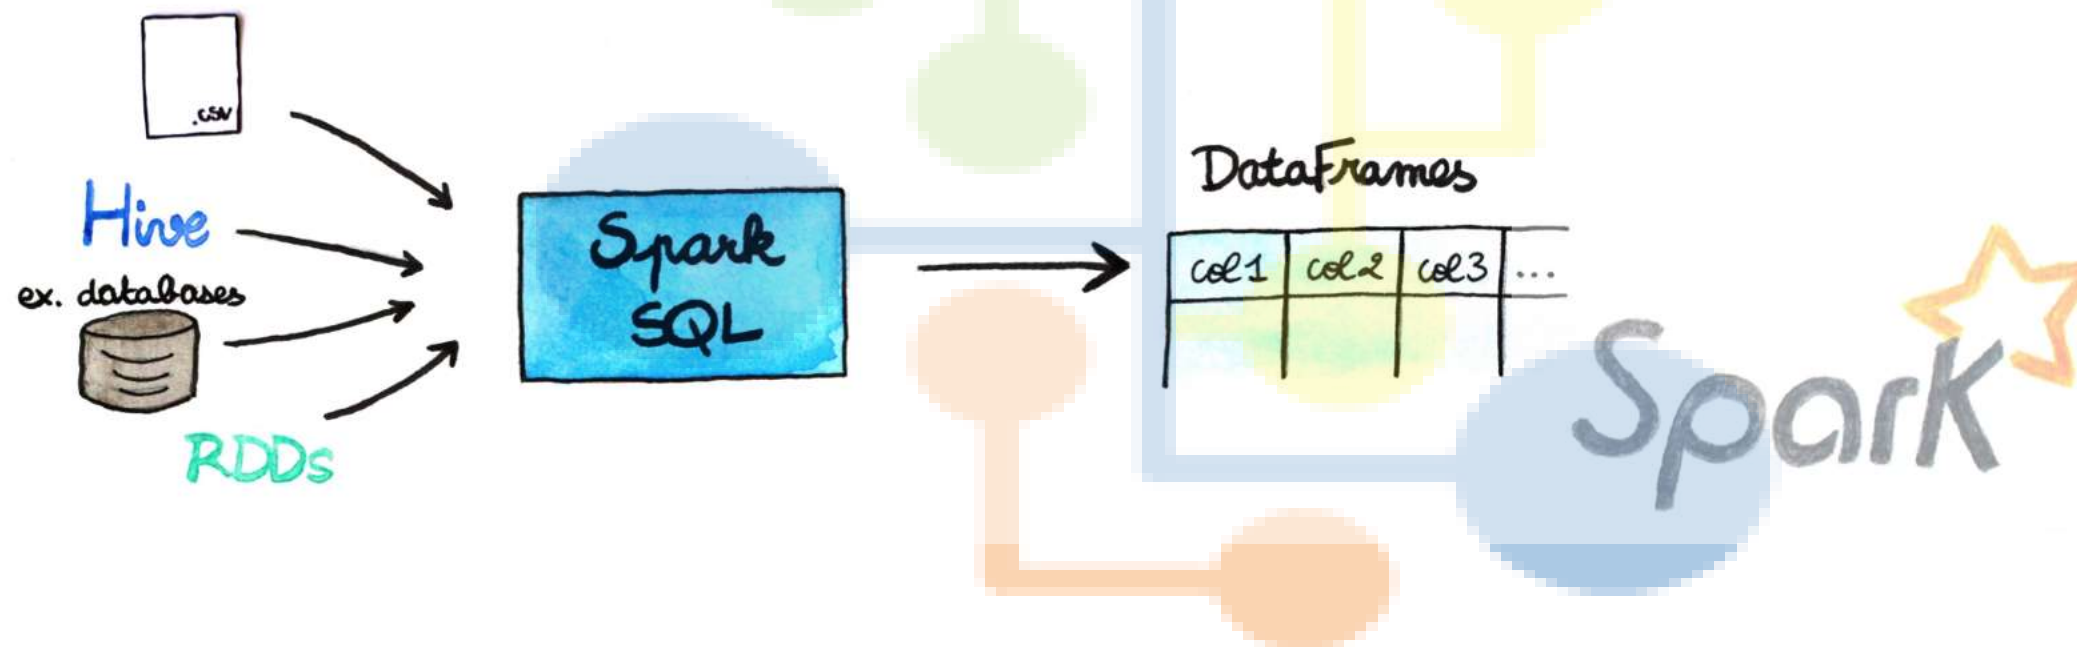 .csv
Hive
ex. databases
RDDs
Spark
SQL
DataFrames
col1 col2 col3 ...
Spark